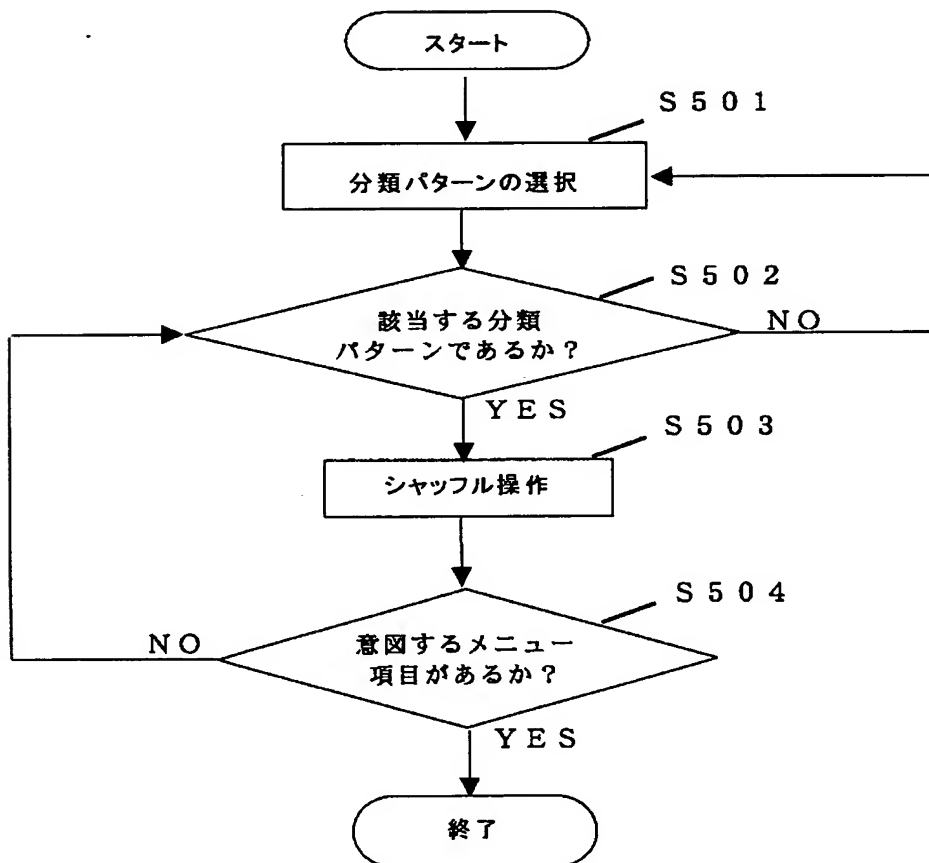 スタート
S501
分類パターンの選択
S502
該当する分類
パターンであるか?
NO
YES
S503
シャッフル操作
S504
意図するメニュー
項目があるか?
NO
YES
終了